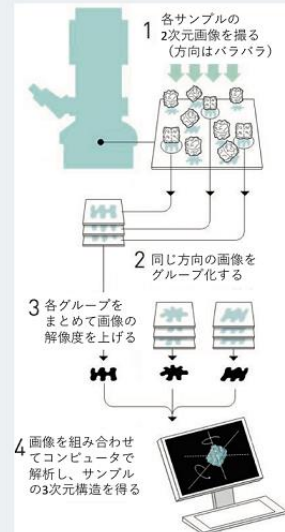 1 各サンプルの
2次元画像を撮る
(方向はバラバラ)
2 同じ方向の画像を
グループ化する
3 各グループを
まとめて画像の
解像度を上げる
4 画像を組み合わせ
てコンピュータで
解析し、サンプル
の3次元構造を得る